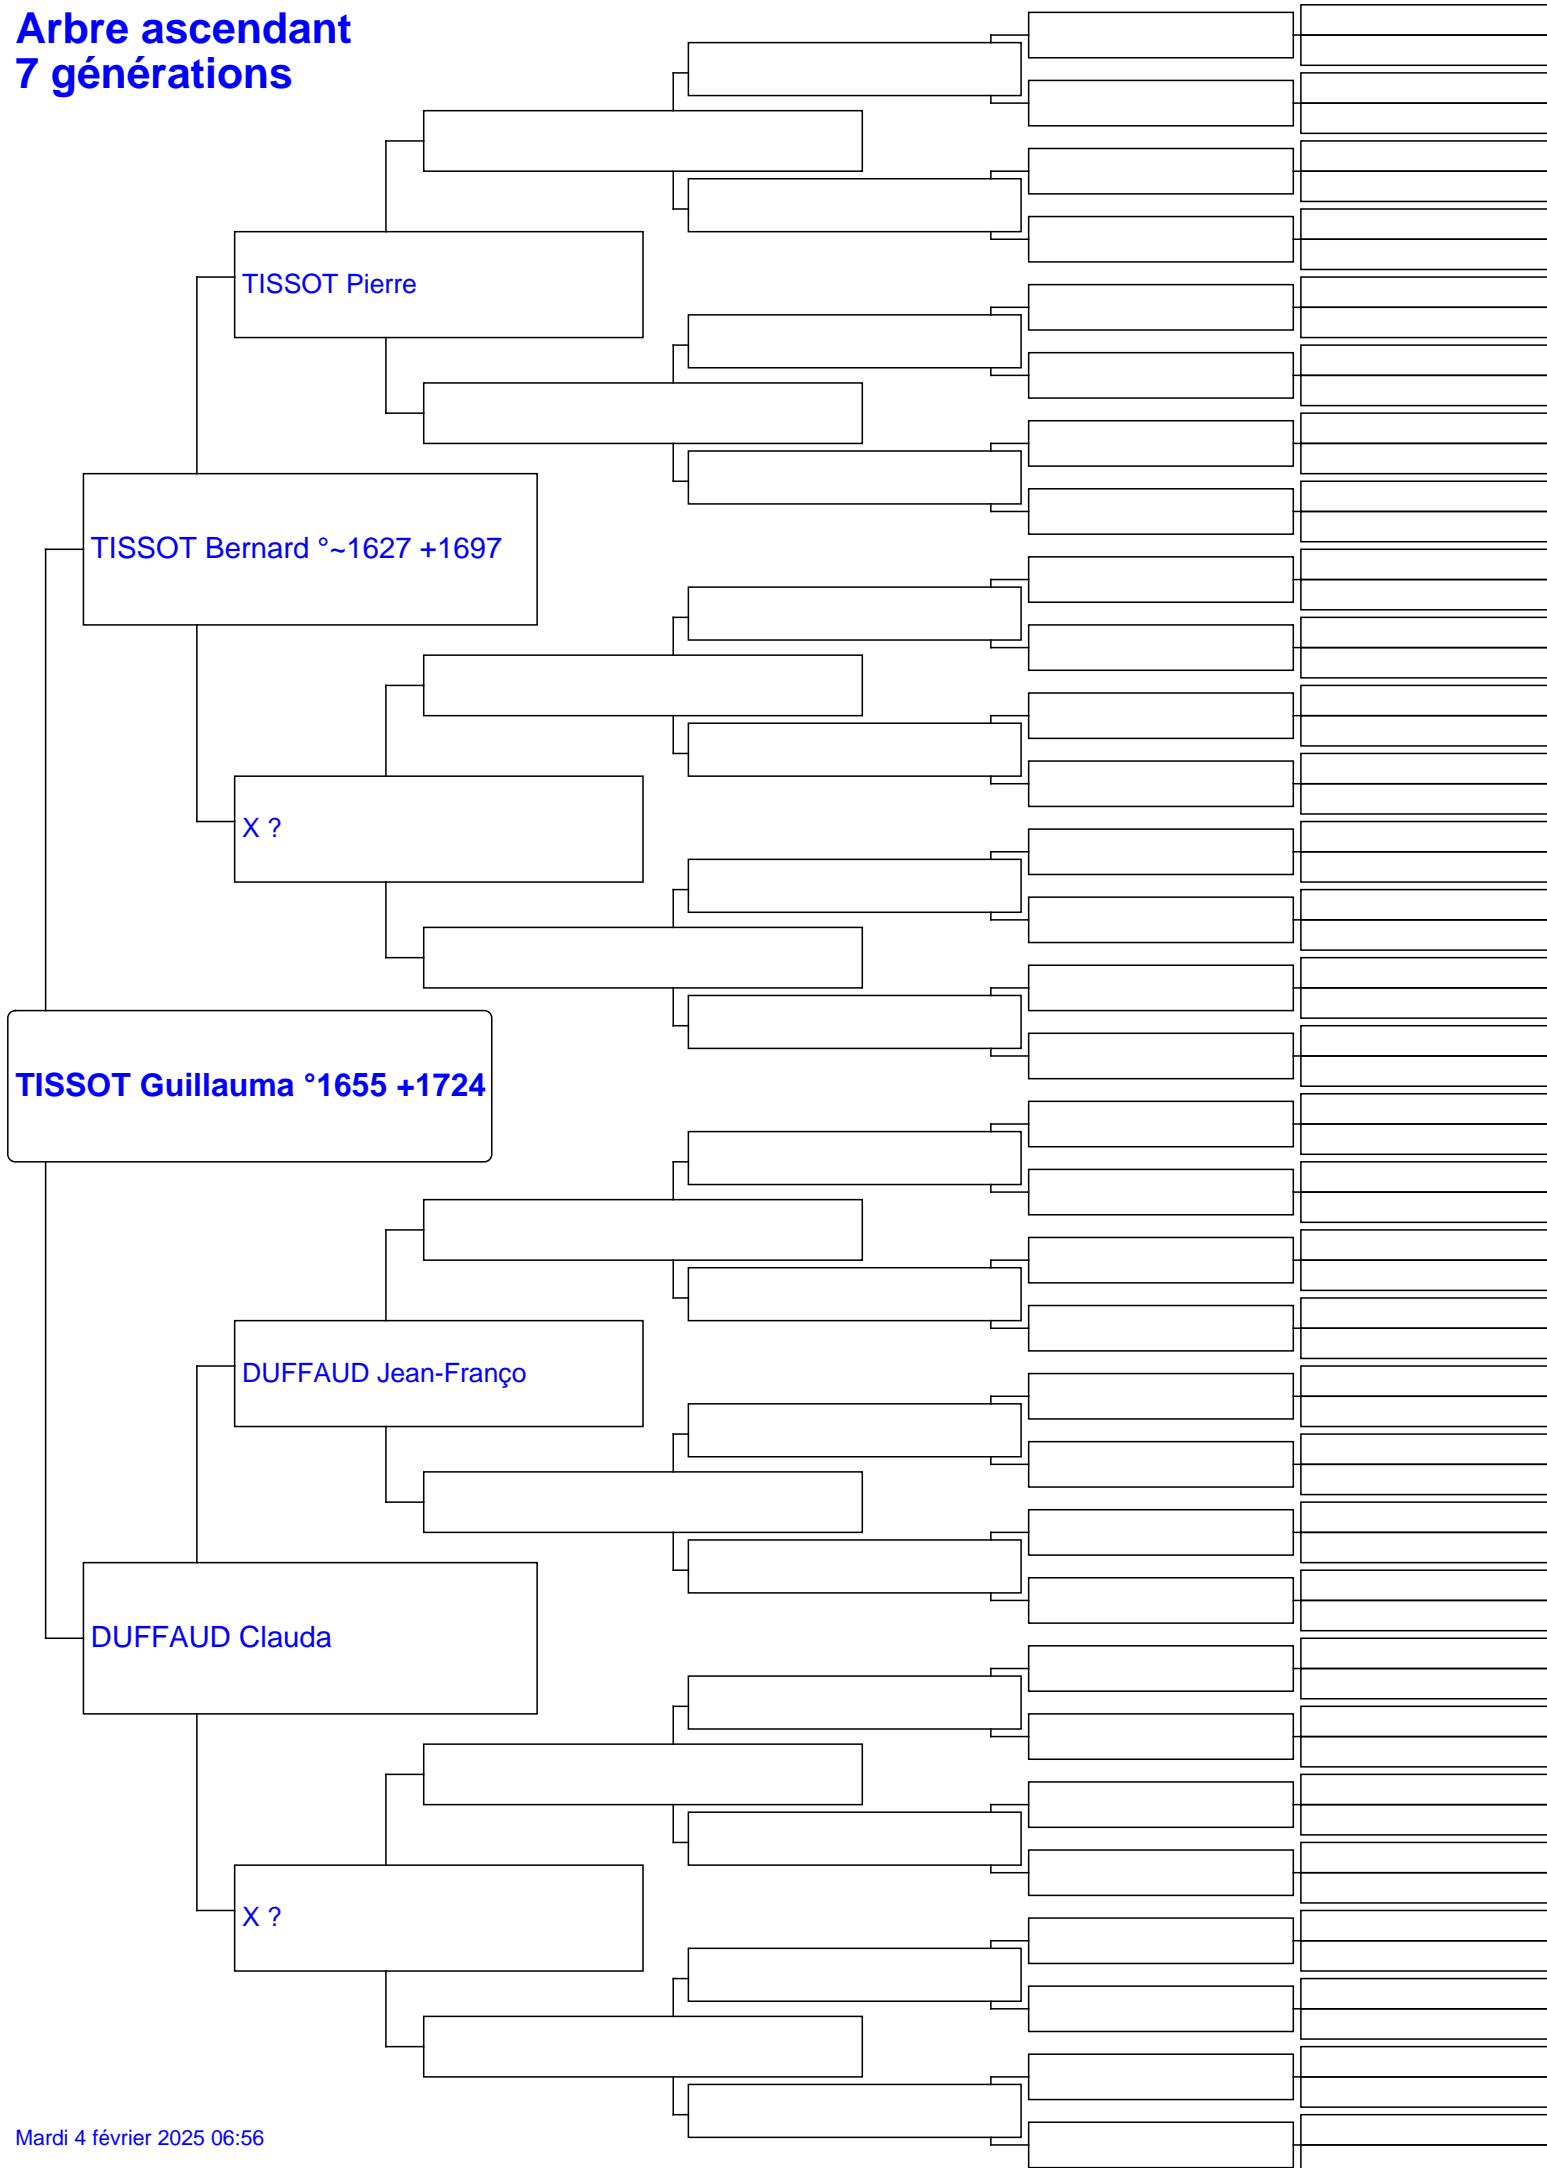 Arbre ascendant
7 générations
TISSOT Pierre
TISSOT Bernard °~1627 +1697
X ?
TISSOT Guillauma °1655 +1724
DUFFAUD Jean-Franço
DUFFAUD Clauda
X ?
Mardi 4 février 2025 06:56